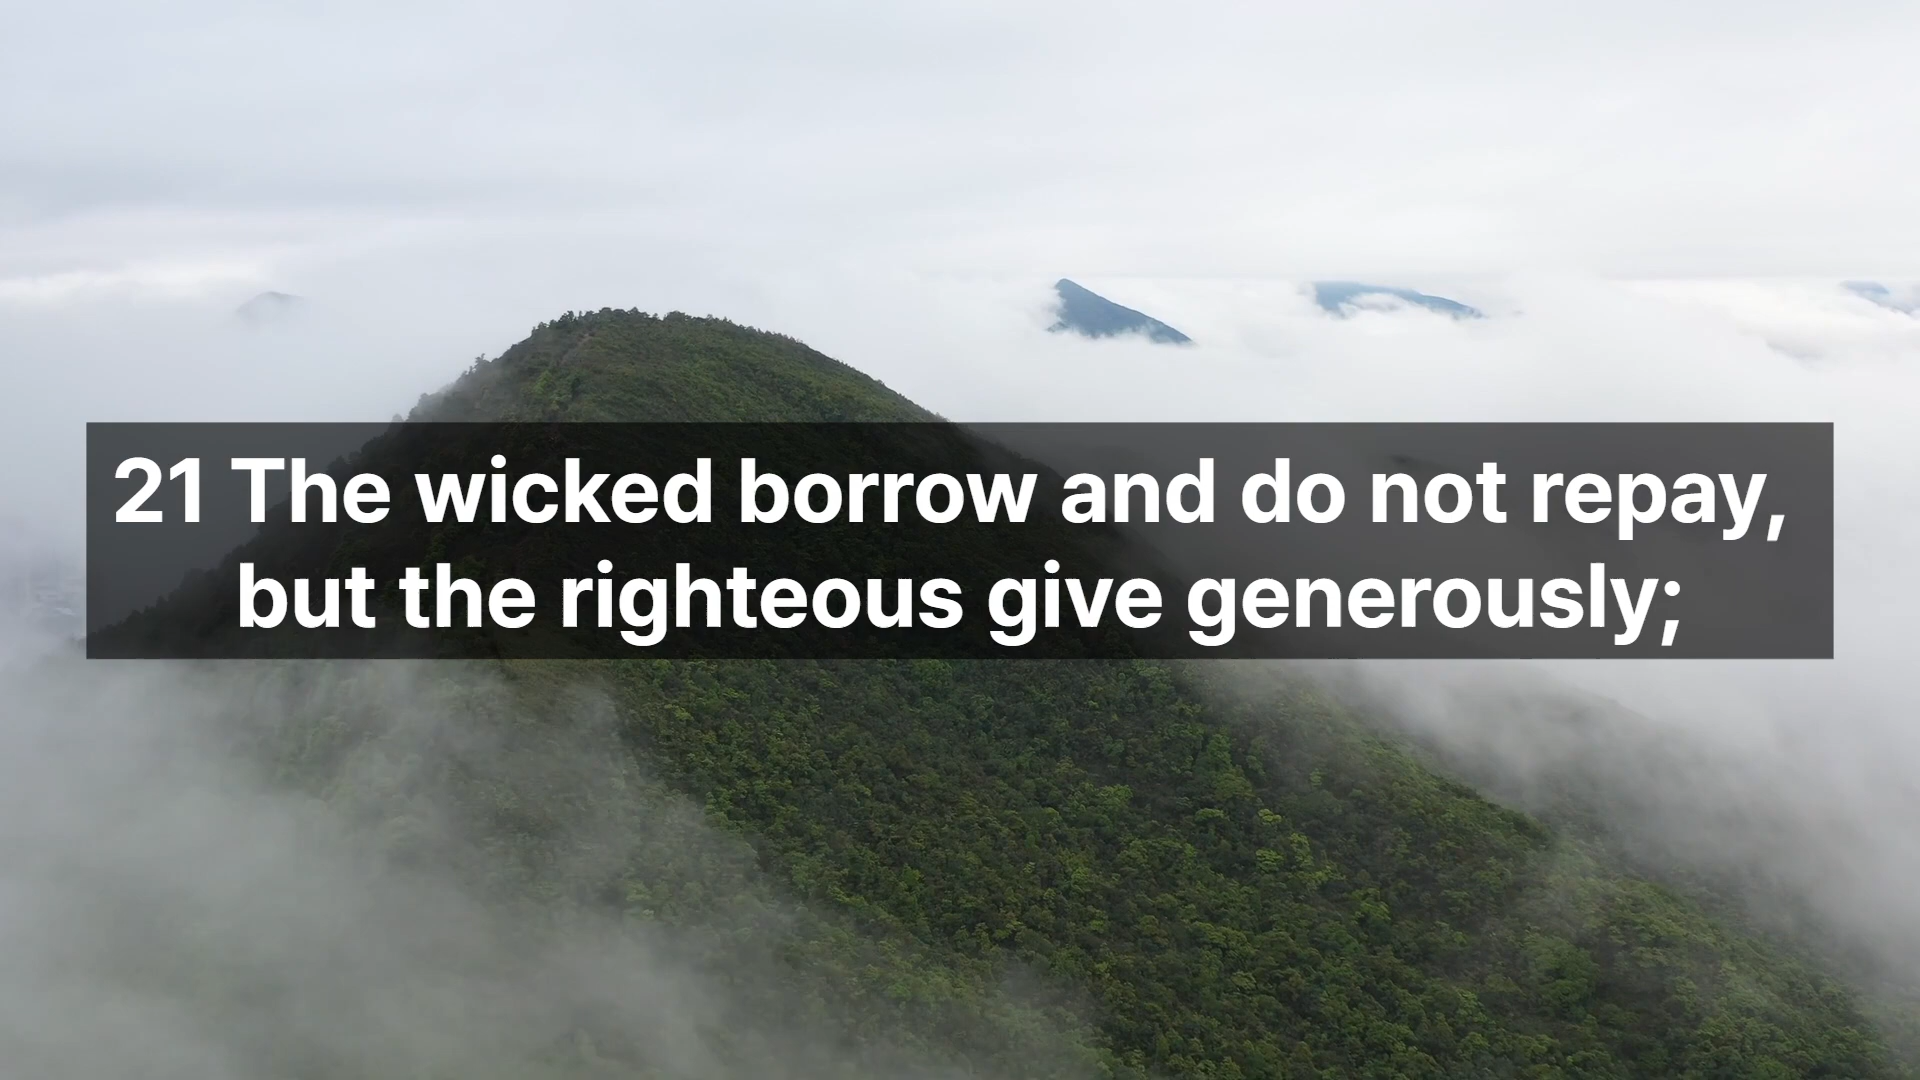 21 The wicked borrow and do not repay,
but the righteous give generously;